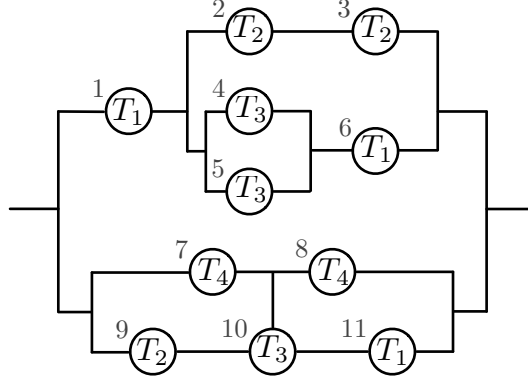 2 T₂ 3 T₂
1 T₁ 4 T₃
6 T₁
5 T₃
7 T₄ 8 T₄
9 T₂ 10 T₃ 11 T₁